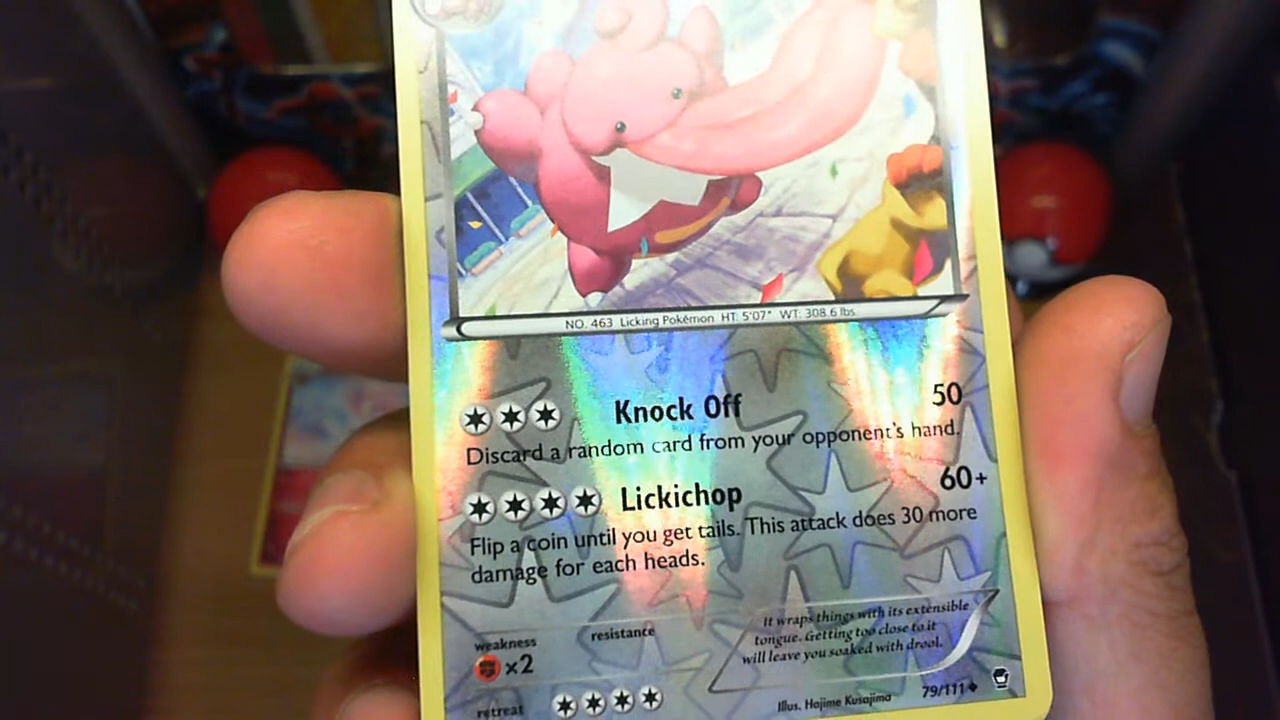 NO. 463 Licking Pokémon HT: 5'07" WT: 308.6 lbs.
Knock Off 50
Discard a random card from your opponent's hand.
Lickichop 60+
Flip a coin until you get tails. This attack does 30 more
damage for each heads.
weakness resistance
×2
It wraps things with its extensible
tongue. Getting too close to it
will leave you soaked with drool.
retreat
Illus. Hajime Kusajima 79/111